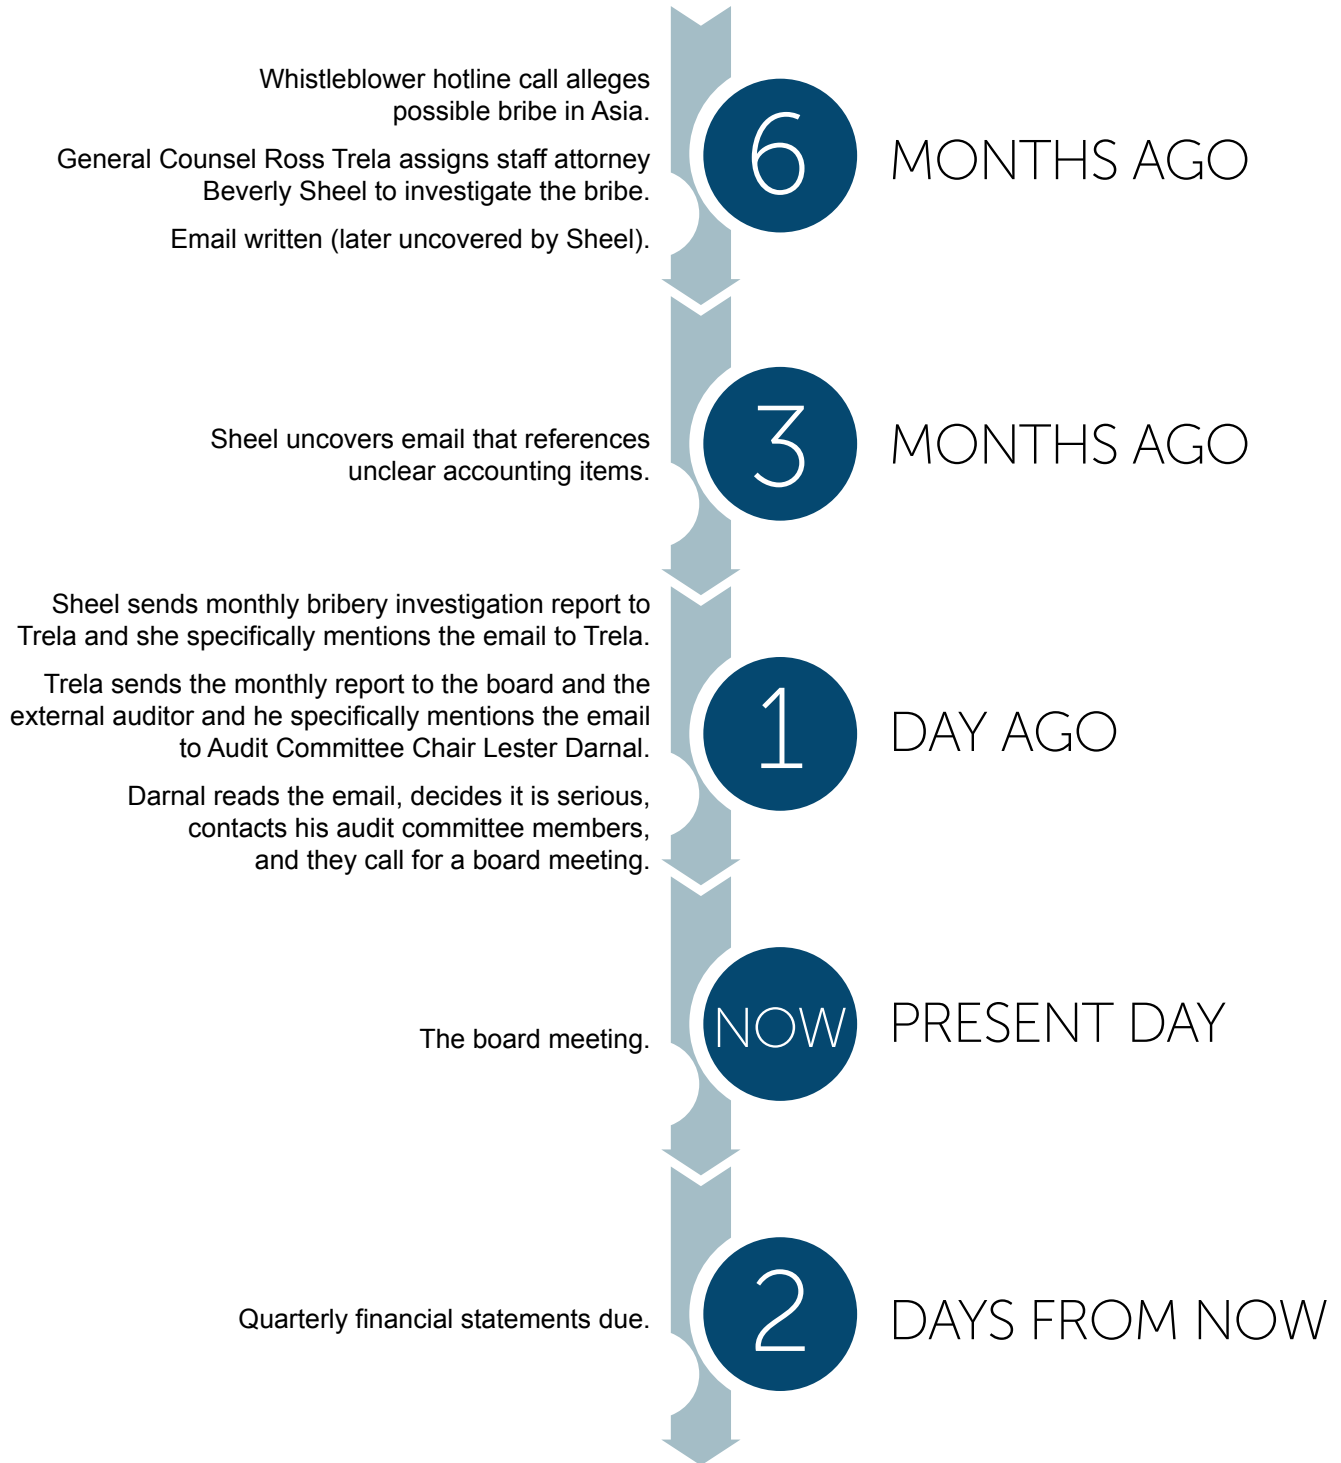 Whistleblower hotline call alleges
possible bribe in Asia.
General Counsel Ross Trela assigns staff attorney
Beverly Sheel to investigate the bribe.
Email written (later uncovered by Sheel).
6
MONTHS AGO
Sheel uncovers email that references
unclear accounting items.
3
MONTHS AGO
Sheel sends monthly bribery investigation report to
Trela and she specifically mentions the email to Trela.
Trela sends the monthly report to the board and the
external auditor and he specifically mentions the email
to Audit Committee Chair Lester Darnal.
Darnal reads the email, decides it is serious,
contacts his audit committee members,
and they call for a board meeting.
1
DAY AGO
The board meeting.
NOW
PRESENT DAY
Quarterly financial statements due.
2
DAYS FROM NOW